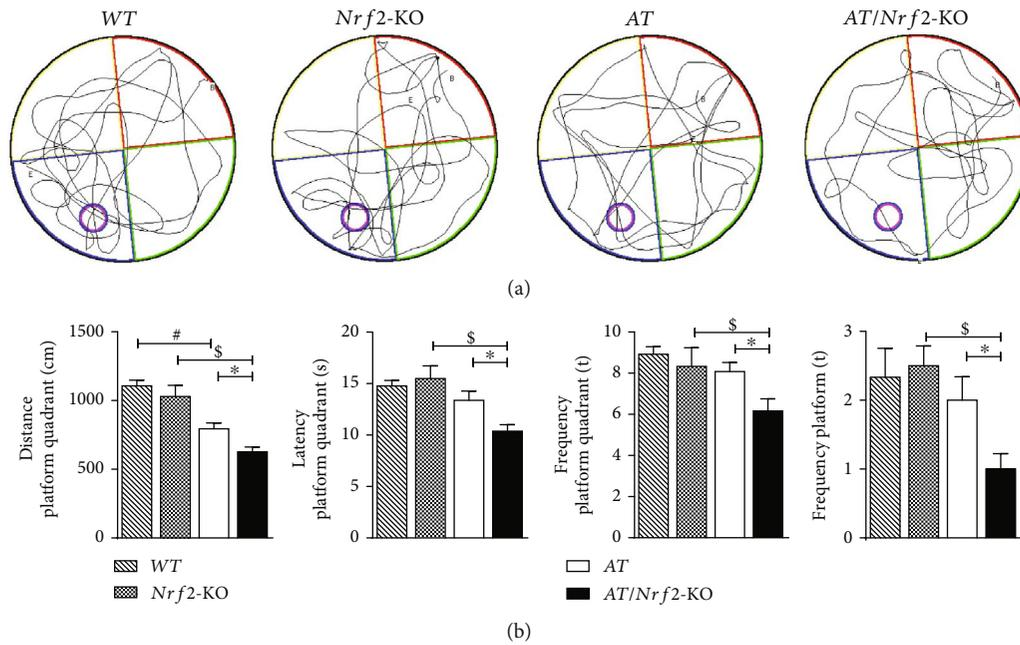 WT
Nrf2-KO
AT
AT/Nrf2-KO
B
E
B
E
B
E
B
E
(a)
Distance
platform quadrant (cm)
1500
1000
500
0
#
$
*
Latency
platform quadrant (s)
20
15
10
5
0
$
*
Frequency
platform quadrant (t)
10
8
6
4
2
0
$
*
Frequency platform (t)
3
2
1
0
$
*
WT
Nrf2-KO
AT
AT/Nrf2-KO
(b)